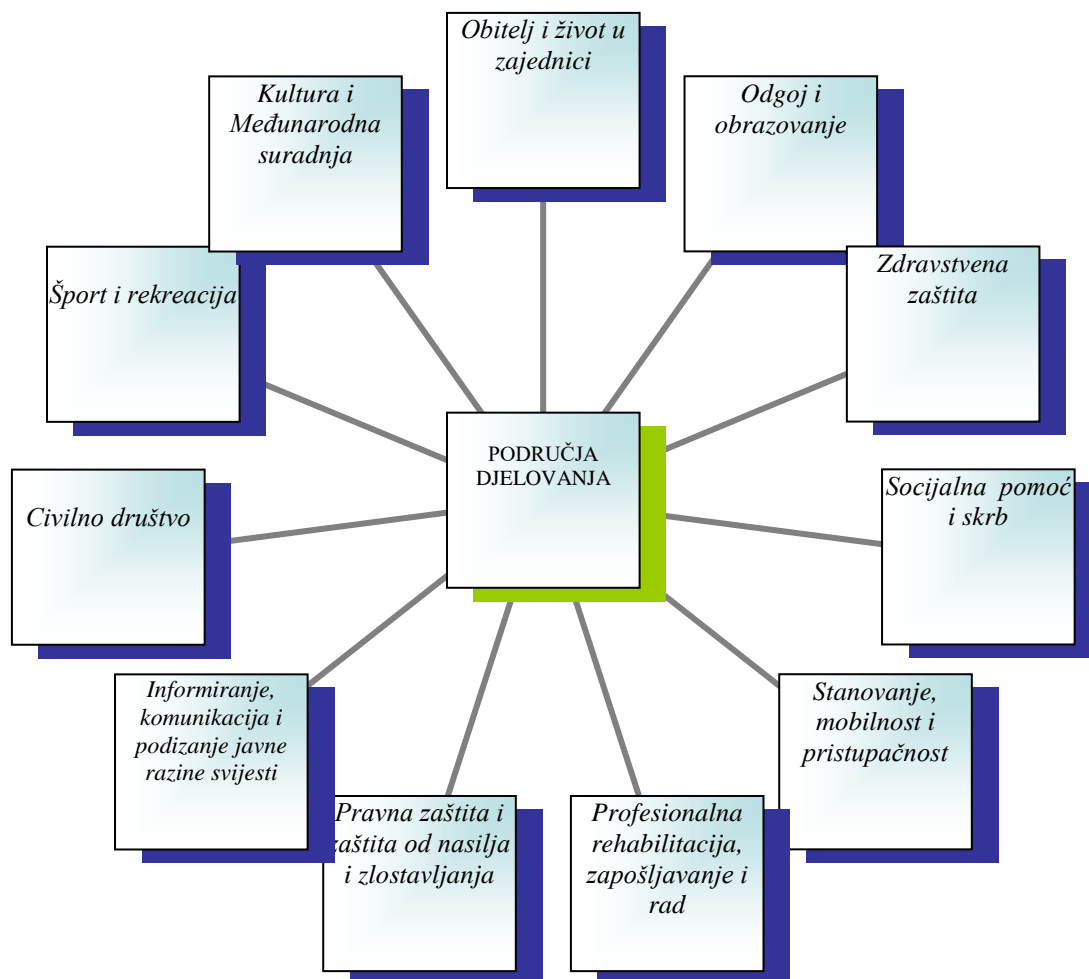 Obitelj i život u
zajednici
Kultura i
Međunarodna
suradnja
Odgoj i
obrazovanje
Šport i rekreacija
Zdravstvena
zaštita
PODRUČJA
DJELOVANJA
Civilno društvo
Socijalna pomoć
i skrb
Informiranje,
komunikacija i
podizanje javne
razine svijesti
Stanovanje,
mobilnost i
pristupačnost
Pravna zaštita i
zaštita od nasilja
i zlostavljanja
Profesionalna
rehabilitacija,
zapošljavanje i
rad